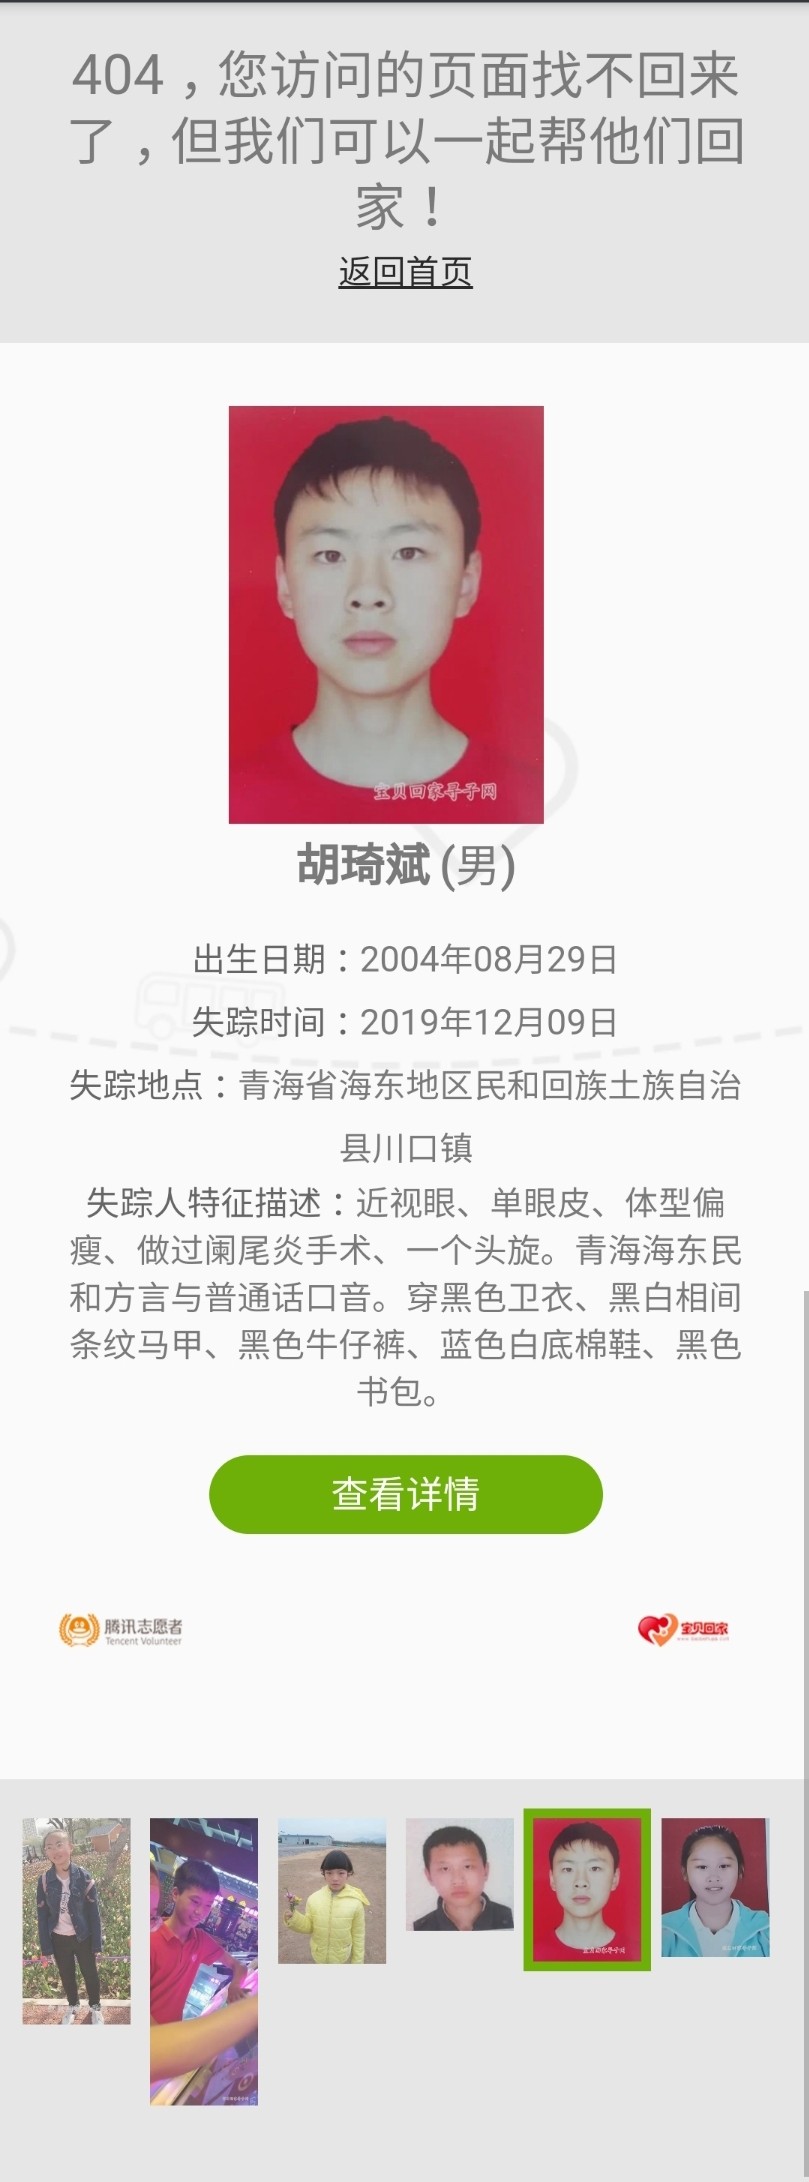 404，您访问的页面找不回来
了，但我们可以一起帮他们回
家！
返回首页
宝贝回家寻子网
胡琦斌 (男)
出生日期：2004年08月29日
失踪时间：2019年12月09日
失踪地点：青海省海东地区民和回族土族自治
县川口镇
失踪人特征描述：近视眼、单眼皮、体型偏
瘦、做过阑尾炎手术、一个头旋。青海海东民
和方言与普通话口音。穿黑色卫衣、黑白相间
条纹马甲、黑色牛仔裤、蓝色白底棉鞋、黑色
书包。
查看详情
腾讯志愿者
Tencent Volunteer
宝贝回家